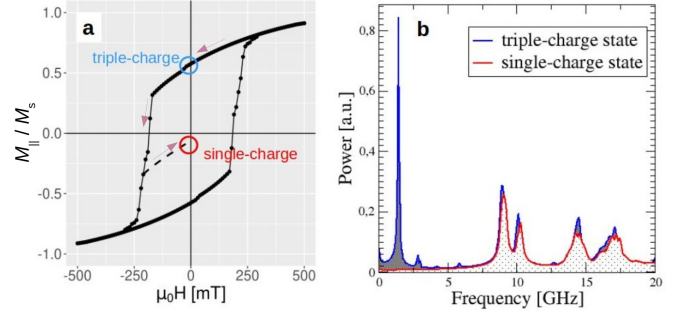 a
triple-charge
single-charge
M|| / Ms
1.0
0.5
0.0
-0.5
-1.0
-500
-250
0
250
500
μ₀H [mT]
b
triple-charge state
single-charge state
Power [a.u.]
0,8
0,6
0,4
0,2
0
0
5
10
15
20
Frequency [GHz]